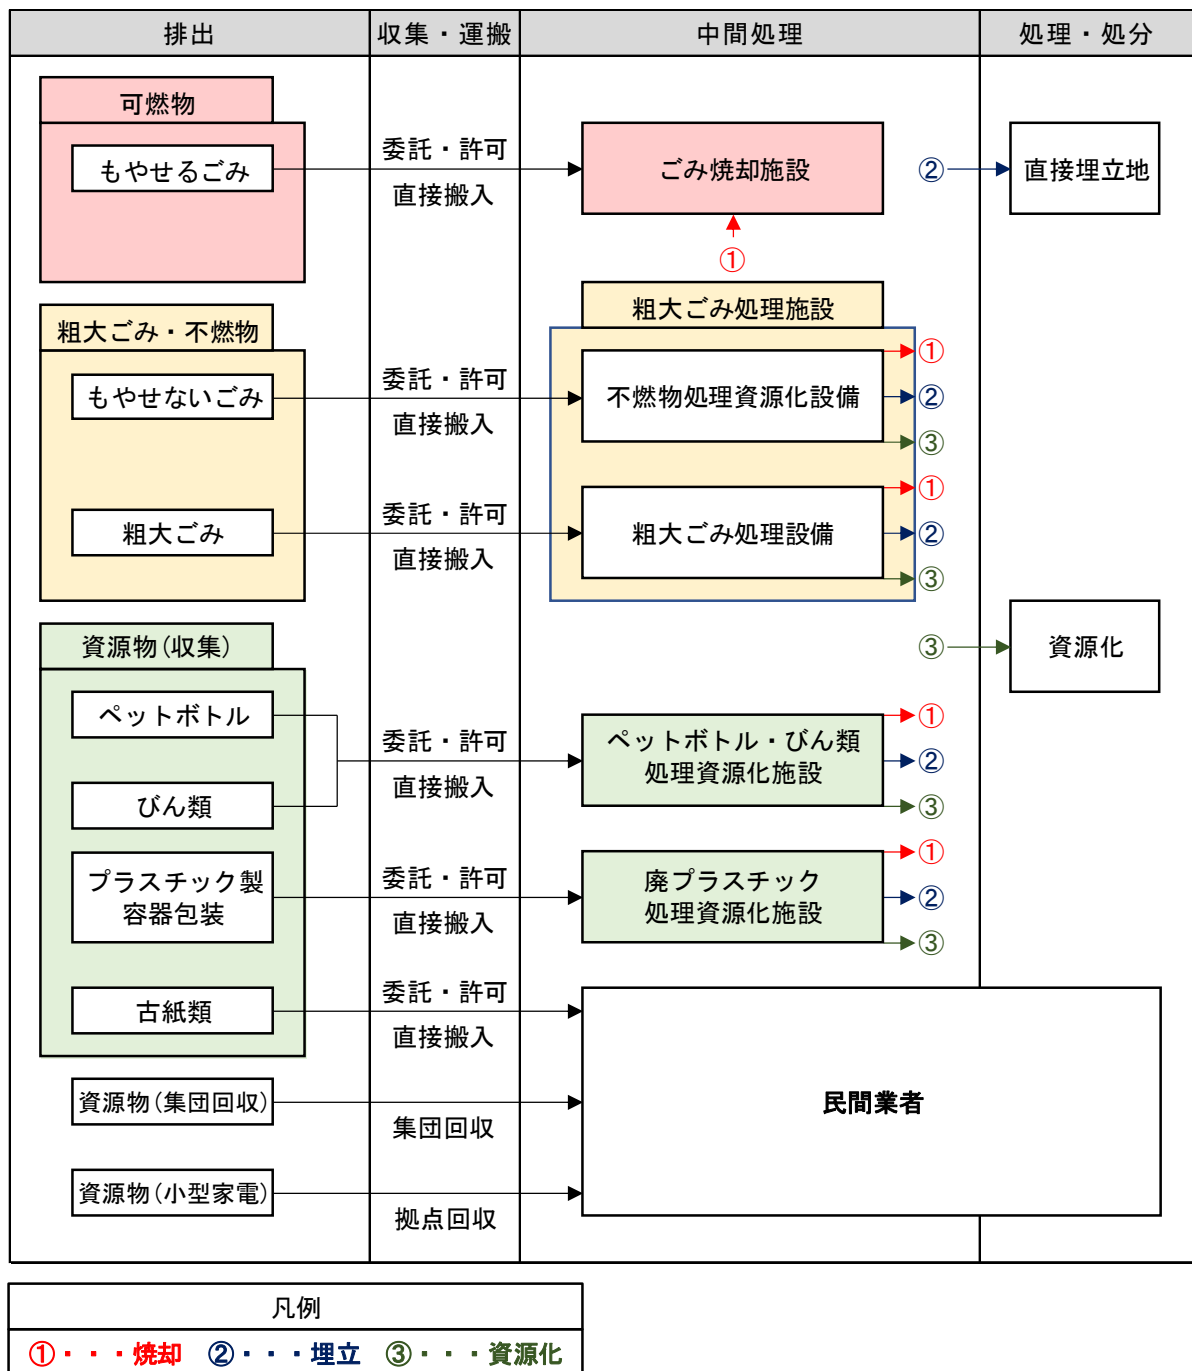 排出
収集・運搬
中間処理
処理・処分
可燃物
もやせるごみ
委託・許可
直接搬入
ごみ焼却施設
①
②
直接埋立地
粗大ごみ・不燃物
もやせないごみ
委託・許可
直接搬入
粗大ごみ処理施設
不燃物処理資源化設備
①
②
③
粗大ごみ
委託・許可
直接搬入
粗大ごみ処理設備
①
②
③
③
資源化
資源物(収集)
ペットボトル
びん類
委託・許可
直接搬入
ペットボトル・びん類
処理資源化施設
①
②
③
プラスチック製
容器包装
委託・許可
直接搬入
廃プラスチック
処理資源化施設
①
②
③
古紙類
委託・許可
直接搬入
資源物(集団回収)
集団回収
民間業者
資源物(小型家電)
拠点回収
凡例
①・・・焼却 ②・・・埋立 ③・・・資源化